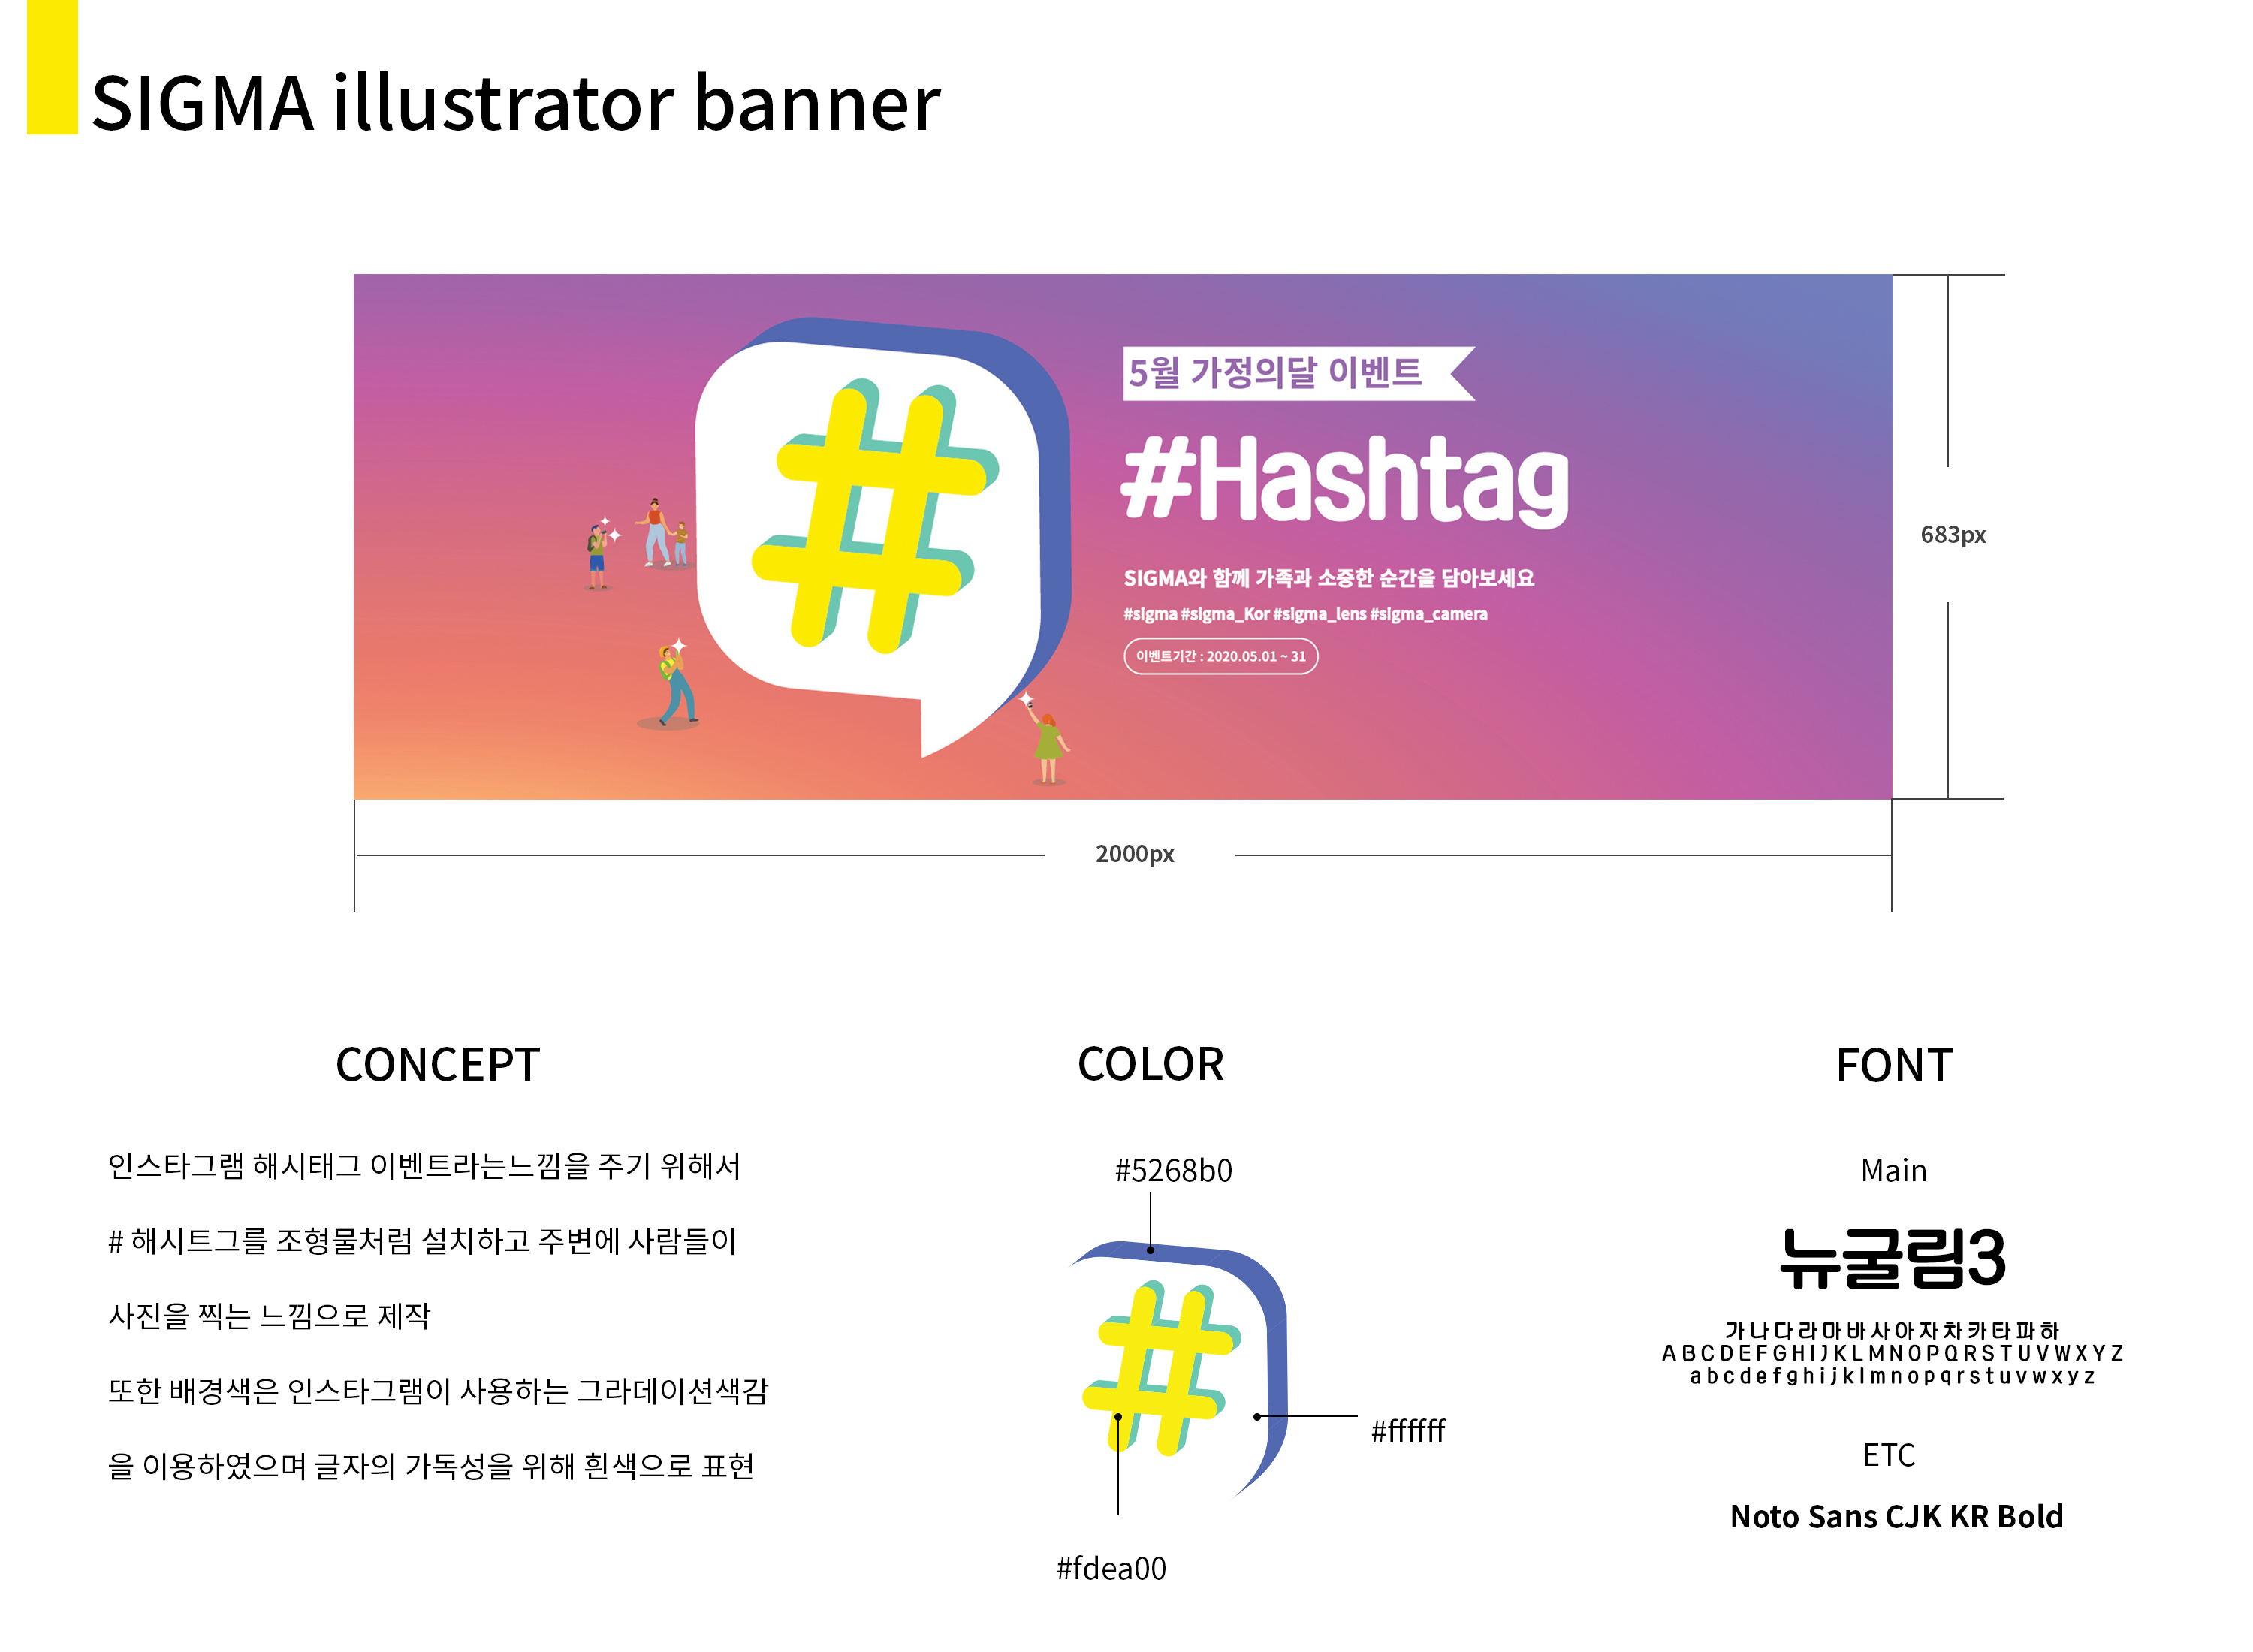 SIGMA illustrator banner
5월 가정의달 이벤트
#Hashtag
SIGMA와 함께 가족과 소중한 순간을 담아보세요
#sigma #sigma_Kor #sigma_lens #sigma_camera
이벤트기간 : 2020.05.01 ~ 31
683px
2000px
CONCEPT
인스타그램 해시태그 이벤트라는느낌을 주기 위해서
# 해시트그를 조형물처럼 설치하고 주변에 사람들이
사진을 찍는 느낌으로 제작
또한 배경색은 인스타그램이 사용하는 그라데이션색감
을 이용하였으며 글자의 가독성을 위해 흰색으로 표현
COLOR
#5268b0
#ffffff
#fdea00
FONT
Main
뉴굴림3
가나다라마바사아자차카타파하
ABCDEFGHIJKLMNOPQRSTUVWXYZ
abcdefghijklmnopqrstuvwxyz
ETC
Noto Sans CJK KR Bold